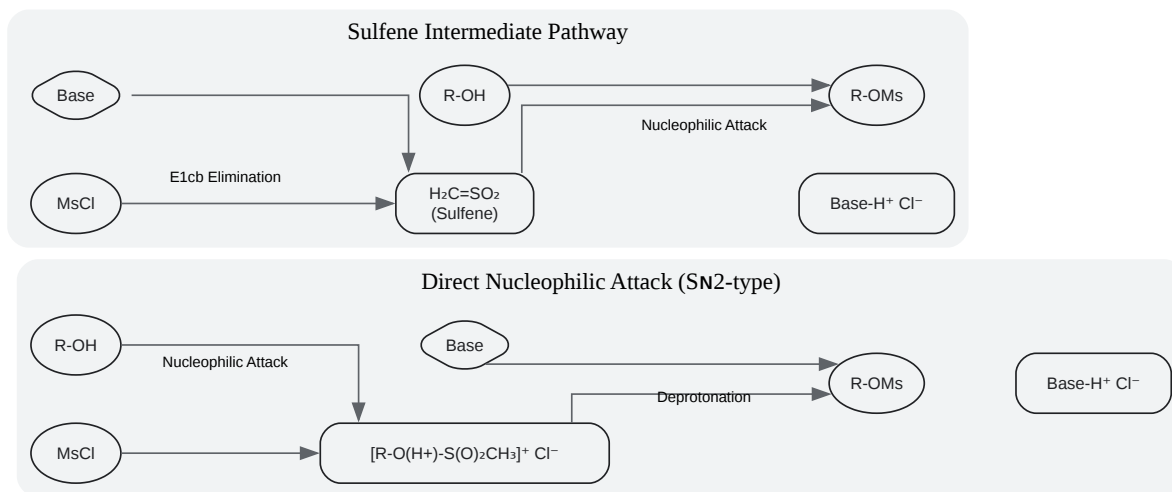 Sulfene Intermediate Pathway
Base
R-OH
R-OMs
Nucleophilic Attack
E1cb Elimination
MsCl
H₂C=SO₂
(Sulfene)
Base-H⁺ Cl⁻
Direct Nucleophilic Attack (Sɴ2-type)
R-OH
Base
Nucleophilic Attack
R-OMs
Base-H⁺ Cl⁻
Deprotonation
MsCl
[R-O(H+)-S(O)₂CH₃]⁺ Cl⁻